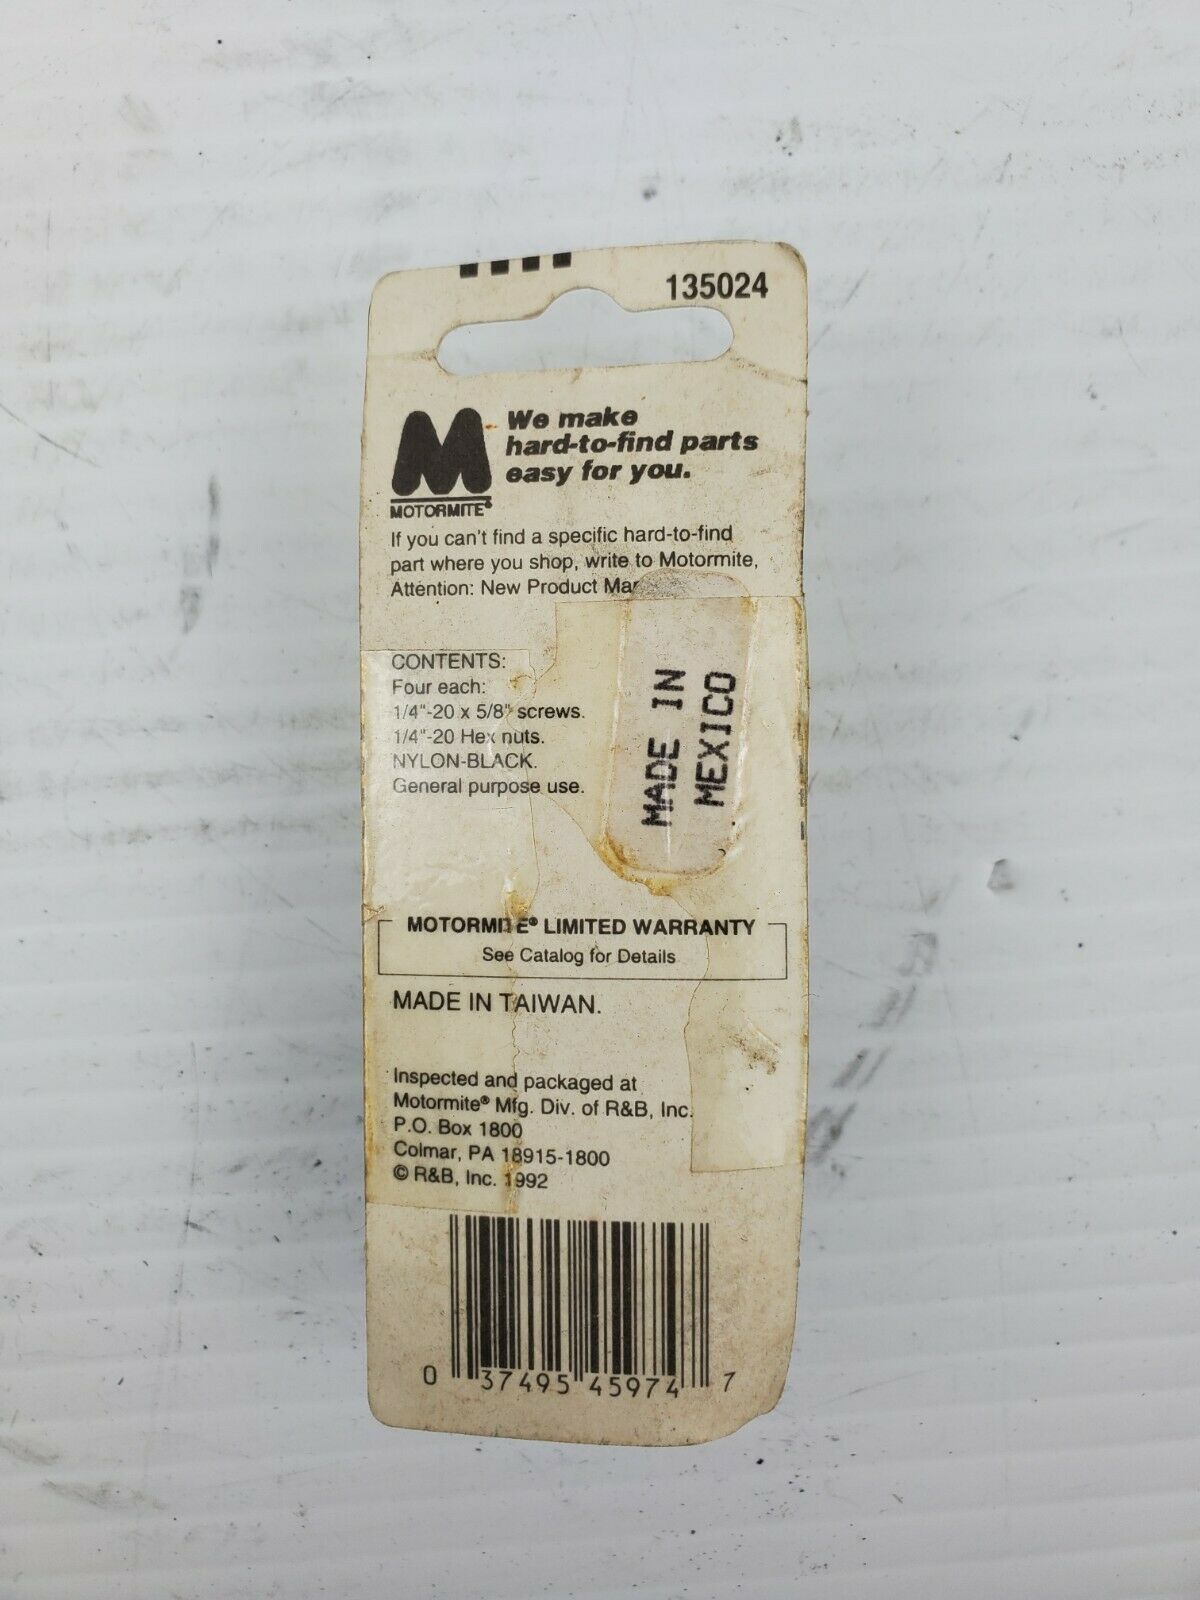 135024
We make
hard-to-find parts
easy for you.
MOTORMITE®
If you can't find a specific hard-to-find
part where you shop, write to Motormite,
Attention: New Product
CONTENTS:
Four each:
1/4"-20 x 5/8" screws.
1/4"-20 Hex nuts.
NYLON-BLACK.
General purpose use.
MADE IN
MEXICO
MOTORMITE® LIMITED WARRANTY
See Catalog for Details
MADE IN TAIWAN.
Inspected and packaged at
Motormite® Mfg. Div. of R&B, Inc.
P.O. Box 1800
Colmar, PA 18915-1800
© R&B, Inc. 1992
0 37495 45974 7